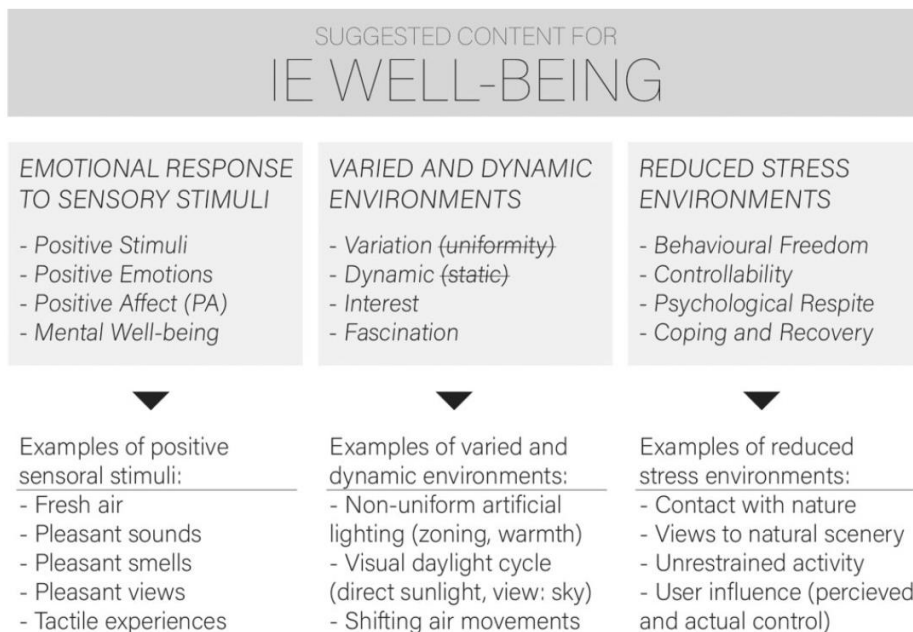 SUGGESTED CONTENT FOR
IE WELL-BEING
EMOTIONAL RESPONSE
TO SENSORY STIMULI
- Positive Stimuli
- Positive Emotions
- Positive Affect (PA)
- Mental Well-being
VARIED AND DYNAMIC
ENVIRONMENTS
- Variation (uniformity)
- Dynamic (static)
- Interest
- Fascination
REDUCED STRESS
ENVIRONMENTS
- Behavioural Freedom
- Controllability
- Psychological Respite
- Coping and Recovery
Examples of positive
sensoral stimuli:
- Fresh air
- Pleasant sounds
- Pleasant smells
- Pleasant views
- Tactile experiences
Examples of varied and
dynamic environments:
- Non-uniform artificial
lighting (zoning, warmth)
- Visual daylight cycle
(direct sunlight, view: sky)
- Shifting air movements
Examples of reduced
stress environments:
- Contact with nature
- Views to natural scenery
- Unrestrained activity
- User influence (percieved
and actual control)